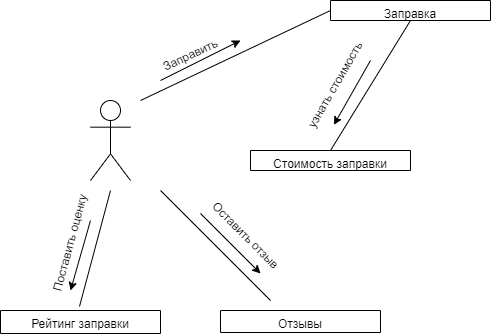 Заправка
Заправить
узнать стоимость
Стоимость заправки
Поставить оценку
Оставить отзыв
Рейтинг заправки
Отзывы